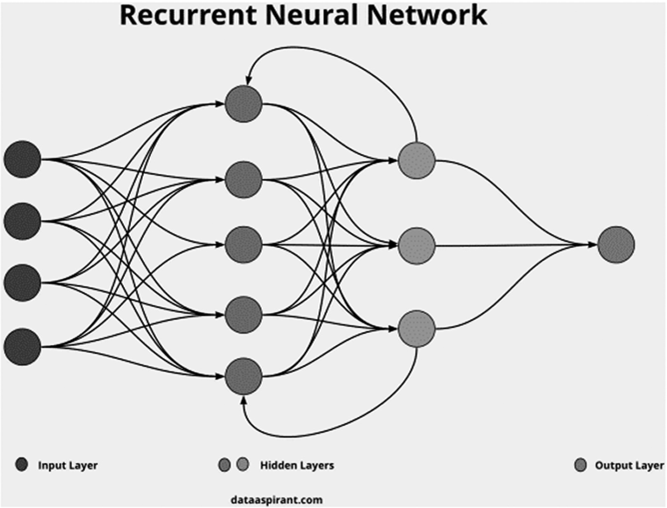 Recurrent Neural Network
Input Layer
Hidden Layers
Output Layer
dataaspirant.com